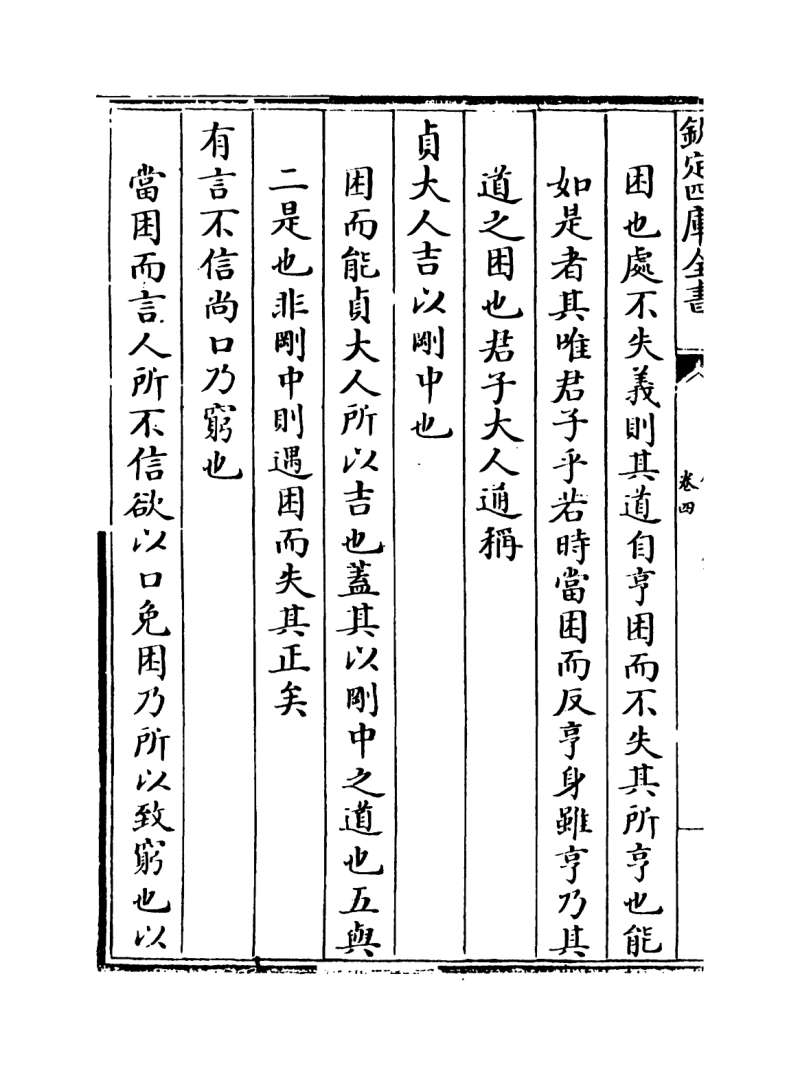 欽定四庫全書
卷四
困也處不失義則其道自亨困而不失其所亨也能
如是者其唯君子乎若時當困而反亨身雖亨乃其
道之困也君子大人通稱
貞大人吉以剛中也
困而能貞大人所以吉也蓋其以剛中之道也五與
二是也非剛中則遇困而失其正矣
有言不信尚口乃窮也
當困而言人所不信欲以口免困乃所以致窮也以